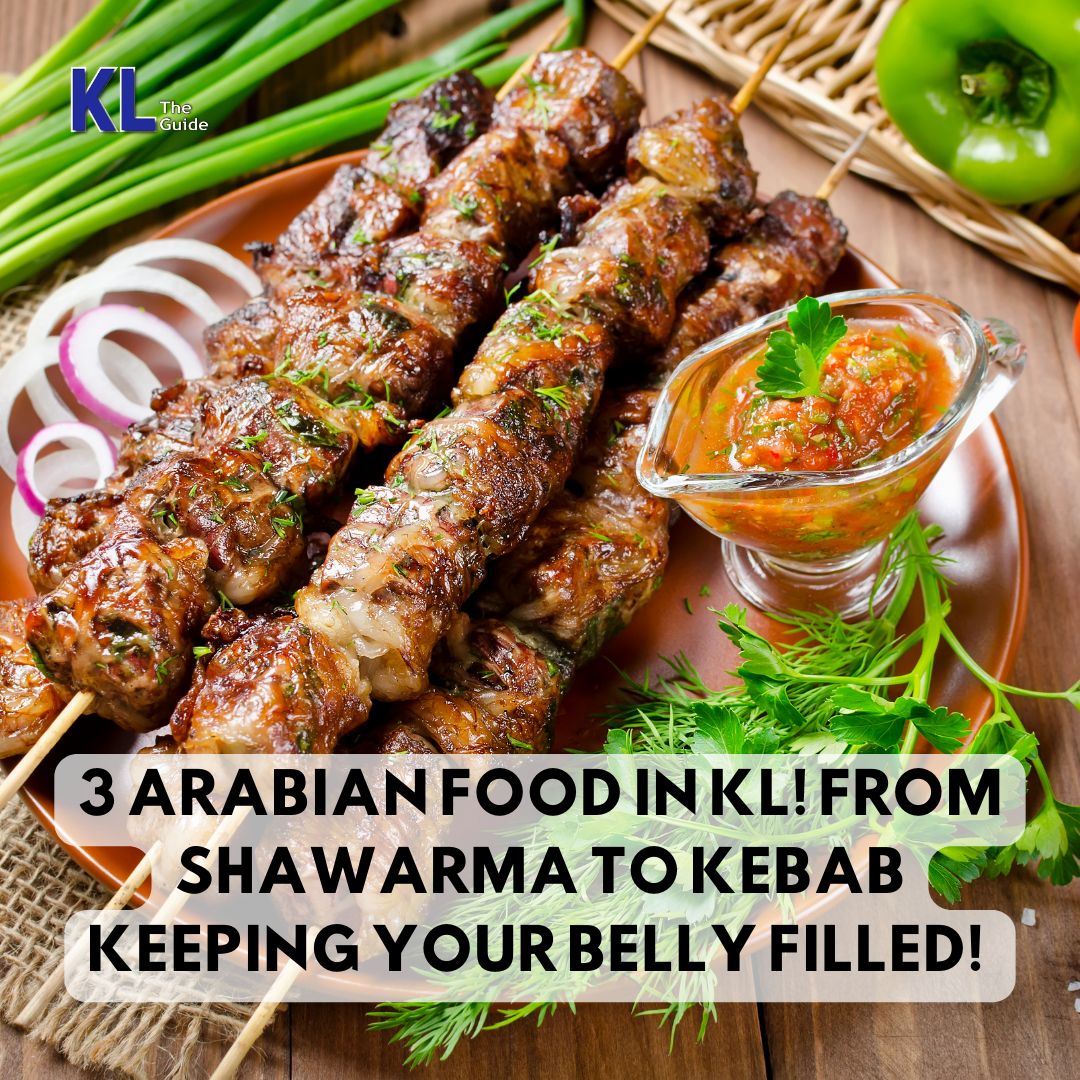 KL The Guide
3 ARABIAN FOOD IN KL! FROM
SHAWARMA TO KEBAB
KEEPING YOUR BELLY FILLED!